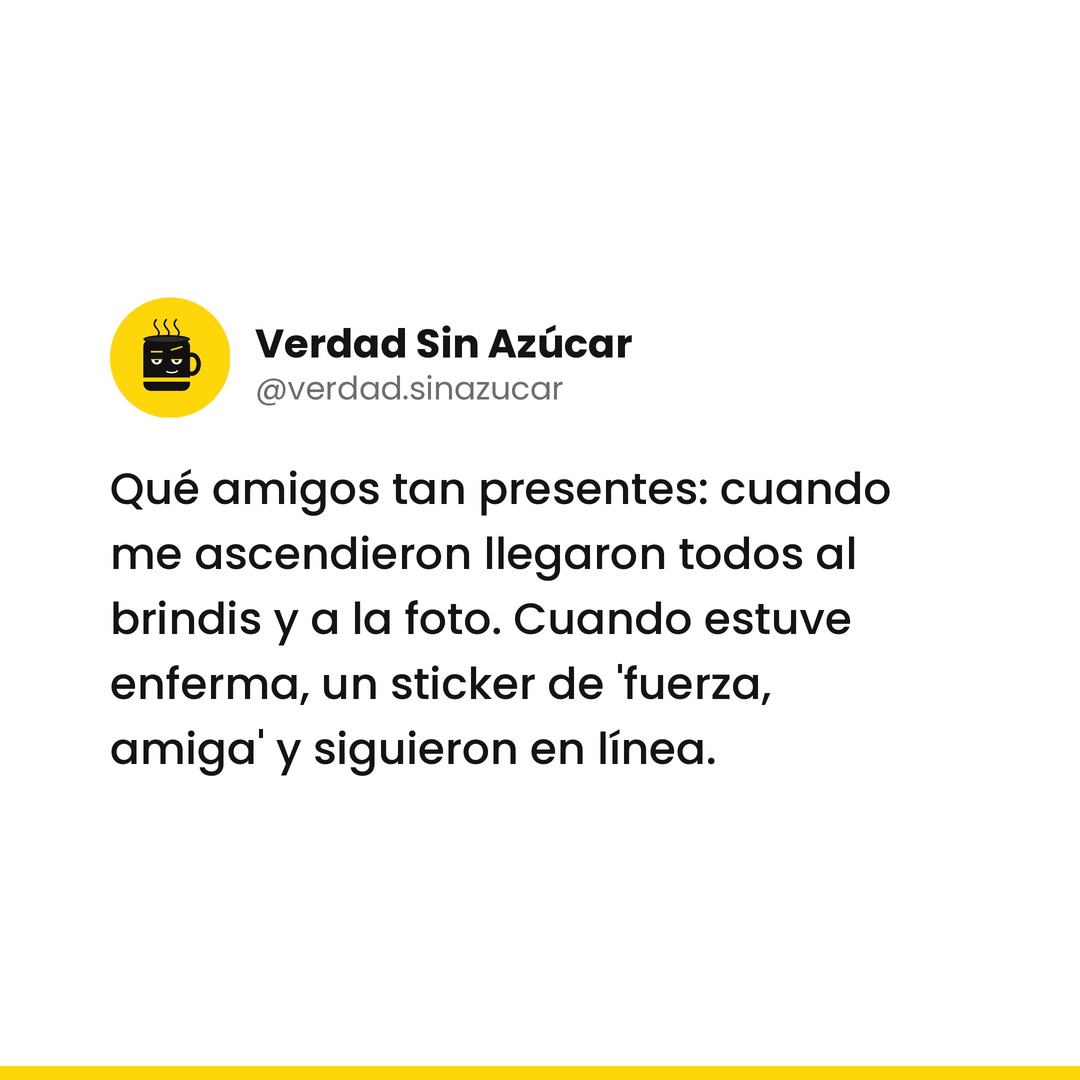 Verdad Sin Azúcar
@verdad.sinazucar
Qué amigos tan presentes: cuando
me ascendieron llegaron todos al
brindis y a la foto. Cuando estuve
enferma, un sticker de 'fuerza,
amiga' y siguieron en línea.